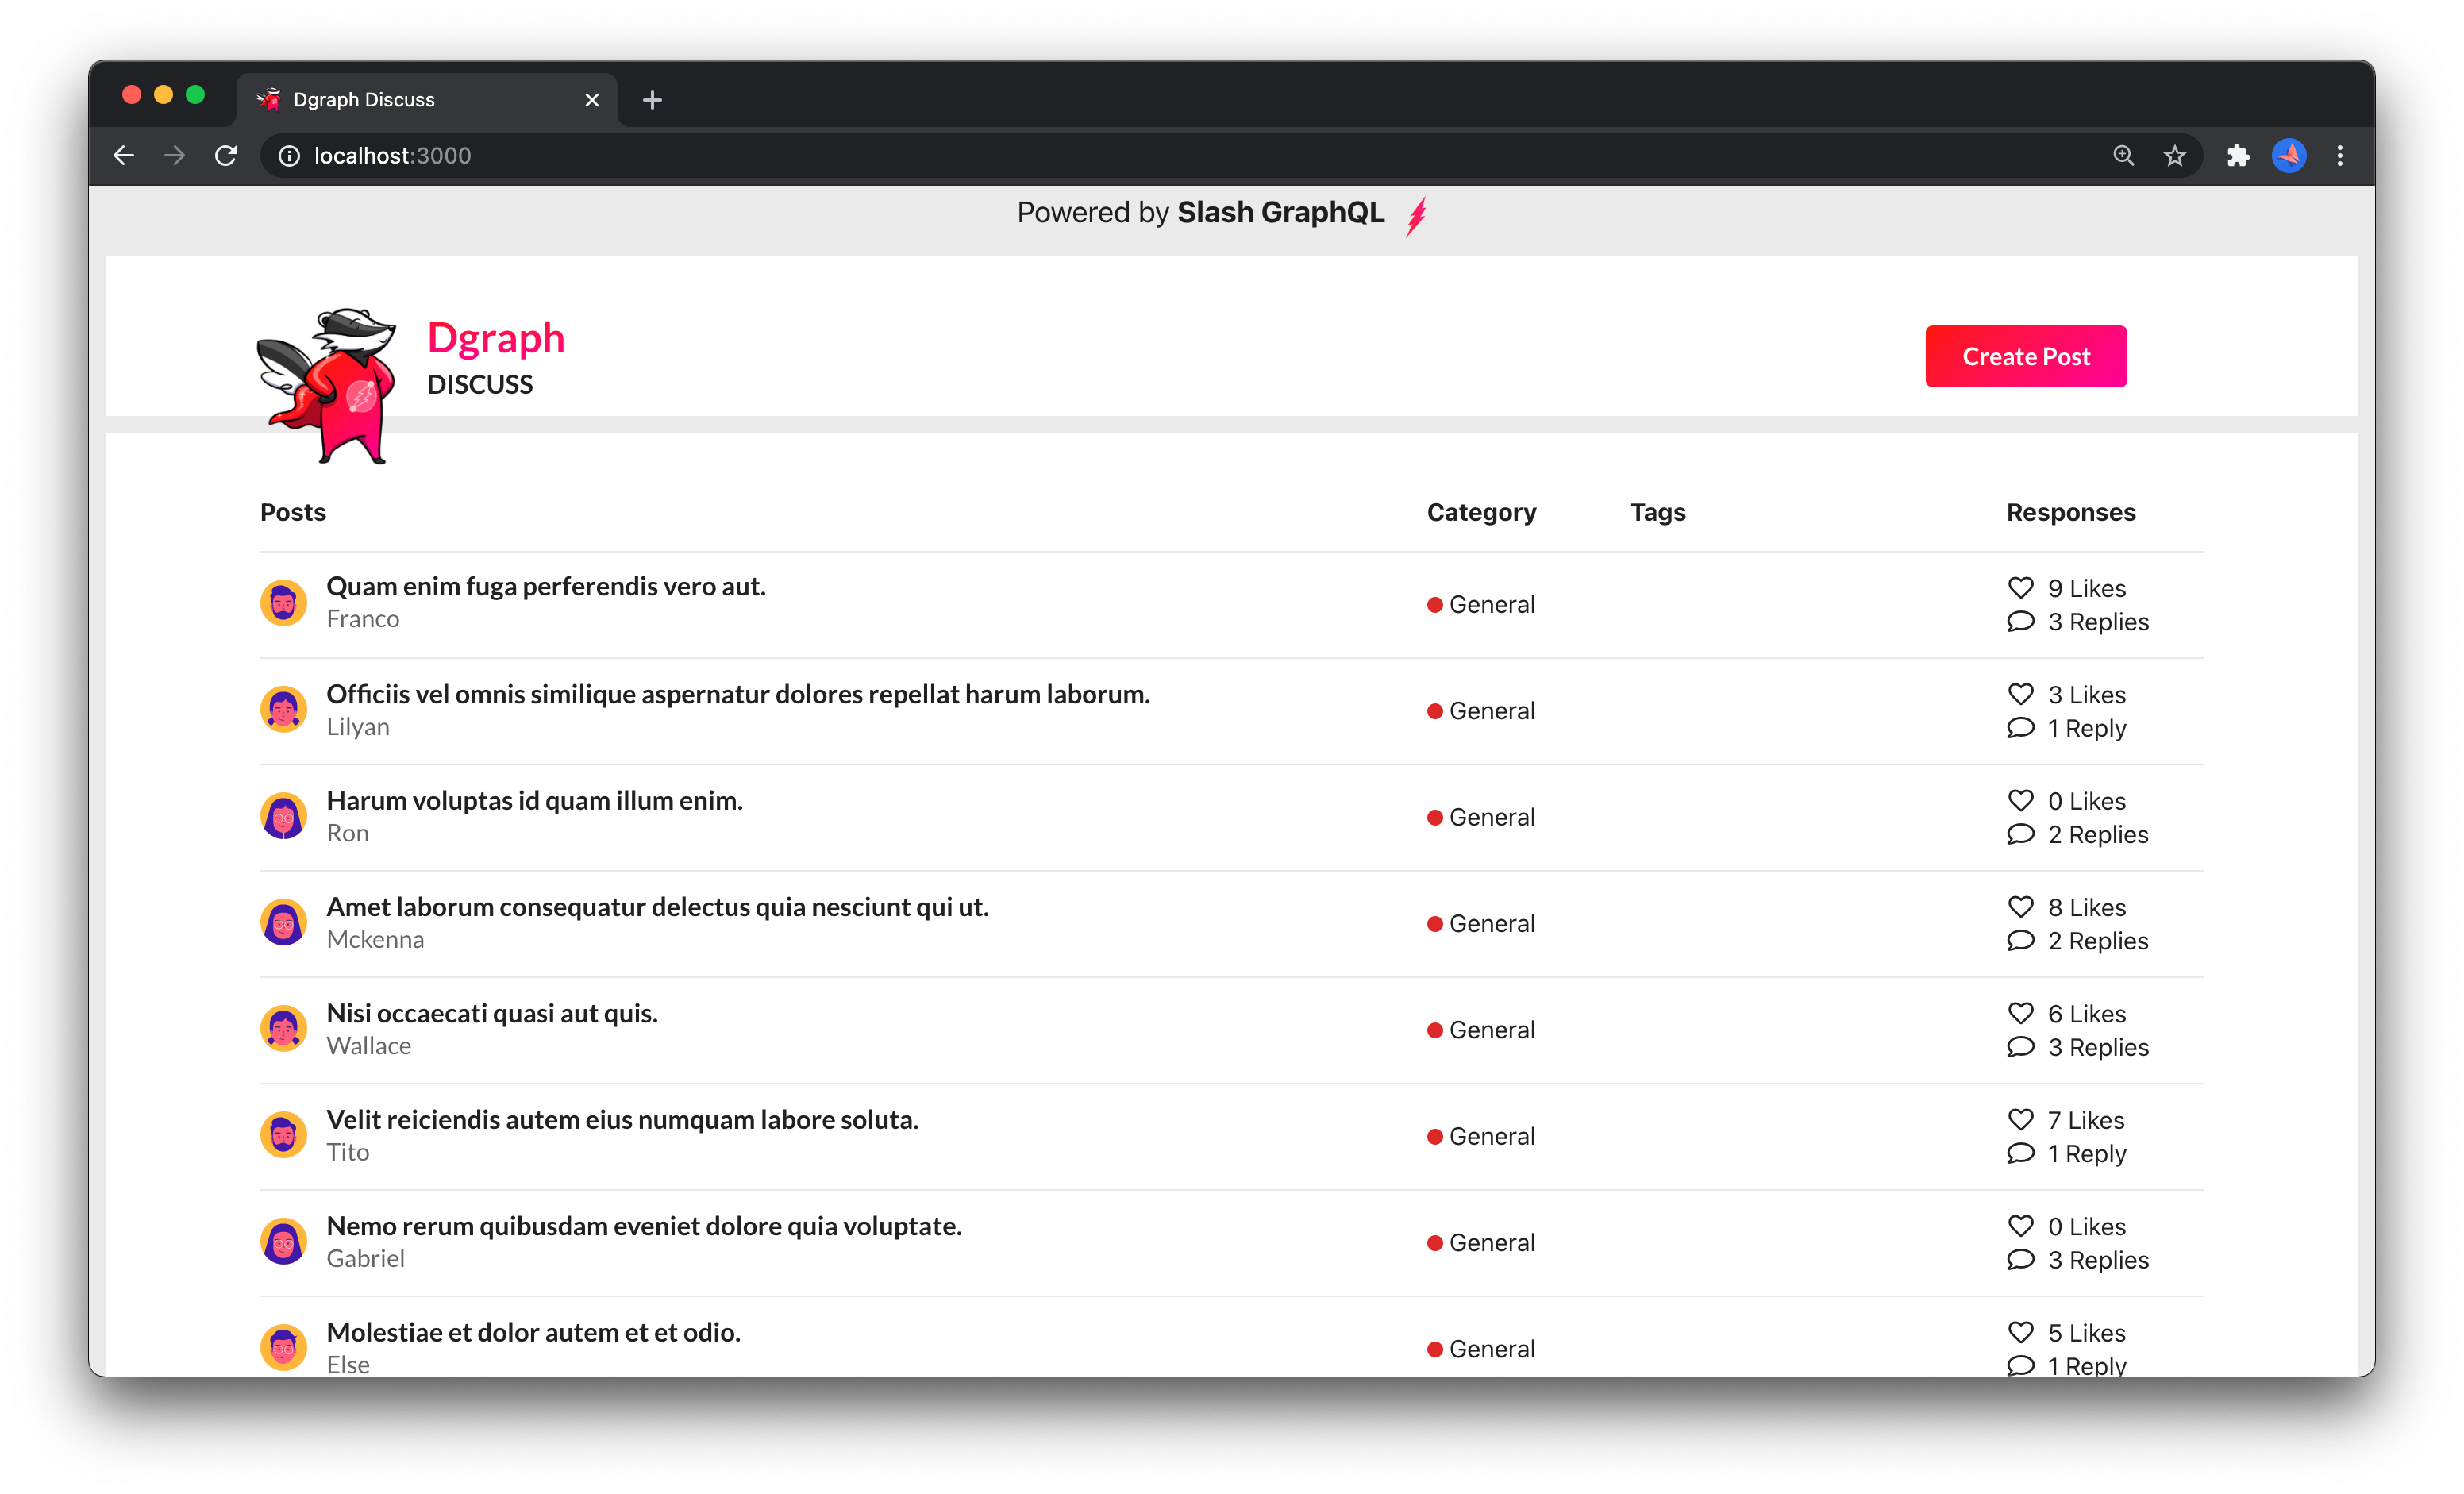 Dgraph Discuss
localhost:3000
Powered by Slash GraphQL
Dgraph
DISCUSS
Create Post
Posts Category Tags Responses
Quam enim fuga perferendis vero aut.
Franco
General
9 Likes
3 Replies
Officiis vel omnis similique aspernatur dolores repellat harum laborum.
Lilyan
General
3 Likes
1 Reply
Harum voluptas id quam illum enim.
Ron
General
0 Likes
2 Replies
Amet laborum consequatur delectus quia nesciunt qui ut.
Mckenna
General
8 Likes
2 Replies
Nisi occaecati quasi aut quis.
Wallace
General
6 Likes
3 Replies
Velit reiciendis autem eius numquam labore soluta.
Tito
General
7 Likes
1 Reply
Nemo rerum quibusdam eveniet dolore quia voluptate.
Gabriel
General
0 Likes
3 Replies
Molestiae et dolor autem et et odio.
Else
General
5 Likes
1 Reply